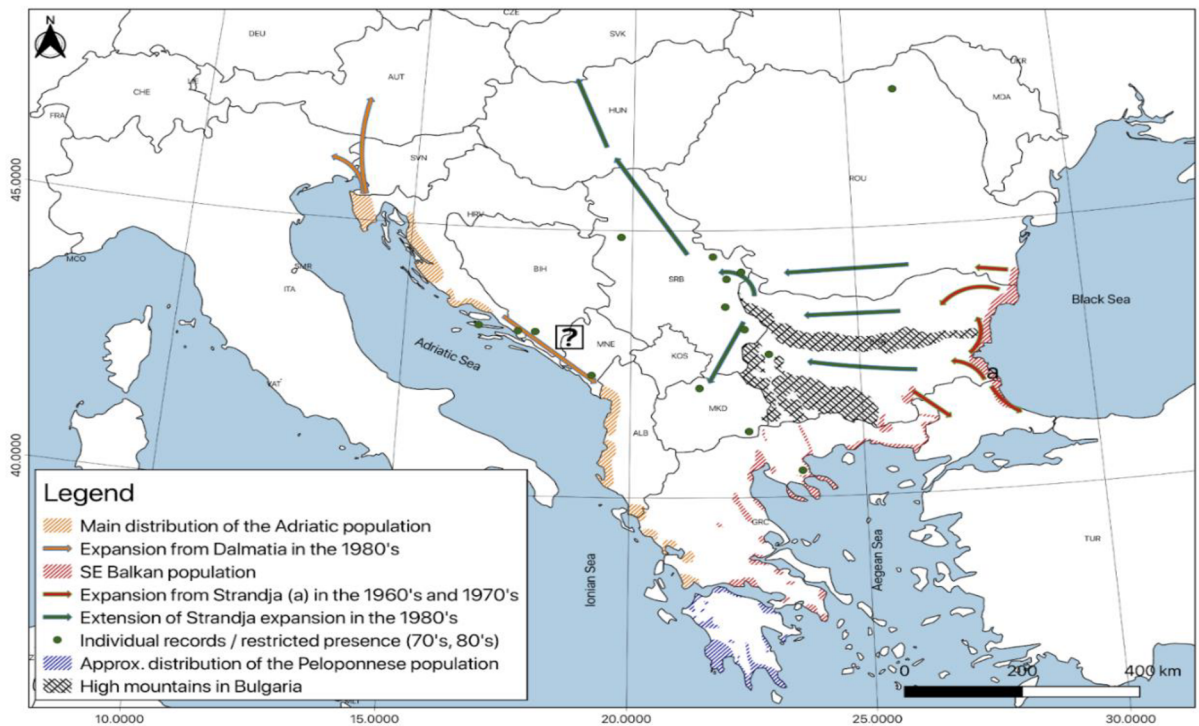 N
CZE
DEU
SVK
UKR
AUT
MDA
CHE
HUN
FRA
SVN
ROU
45.0000
HRV
MCO
SMR
BIH
SRB
ITA
Black Sea
?
MNE
Adriatic Sea
KOS
a
VAT
MKD
ALB
40.0000
Legend
Main distribution of the Adriatic population
Expansion from Dalmatia in the 1980's
SE Balkan population
Expansion from Strandja (a) in the 1960's and 1970's
Extension of Strandja expansion in the 1980's
Individual records / restricted presence (70's, 80's)
Approx. distribution of the Peloponnese population
High mountains in Bulgaria
GRC
TUR
Ionian Sea
Aegean Sea
0 200 400 km
10.0000 15.0000 20.0000 25.0000 30.0000